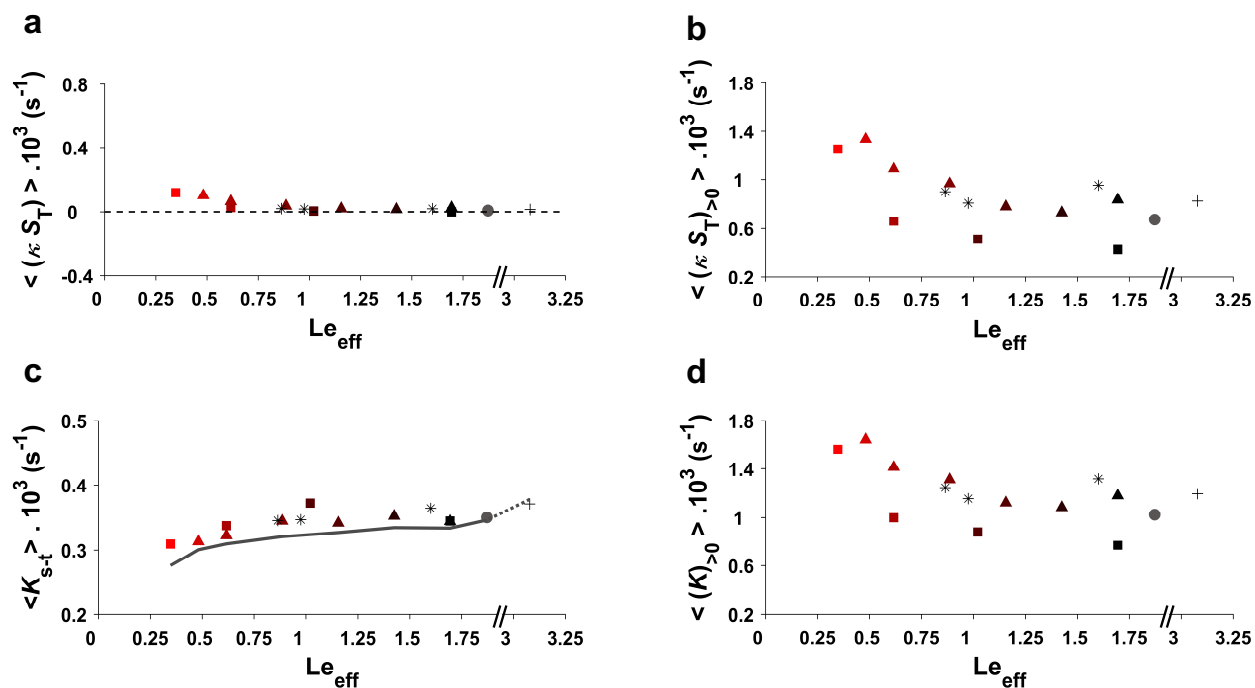 a
< (κ S_T) > .10^3 (s^-1)
0.8
0.4
0
-0.4
0 0.25 0.5 0.75 1 1.25 1.5 1.75 3 3.25
Le_eff
b
< (κ S_T)_>0 > .10^3 (s^-1)
1.8
1.4
1
0.6
0.2
0 0.25 0.5 0.75 1 1.25 1.5 1.75 3 3.25
Le_eff
c
<K_s-t> . 10^3 (s^-1)
0.5
0.4
0.3
0.2
0 0.25 0.5 0.75 1 1.25 1.5 1.75 3 3.25
Le_eff
d
< (K)_>0 > .10^3 (s^-1)
1.8
1.4
1
0.6
0.2
0 0.25 0.5 0.75 1 1.25 1.5 1.75 3 3.25
Le_eff